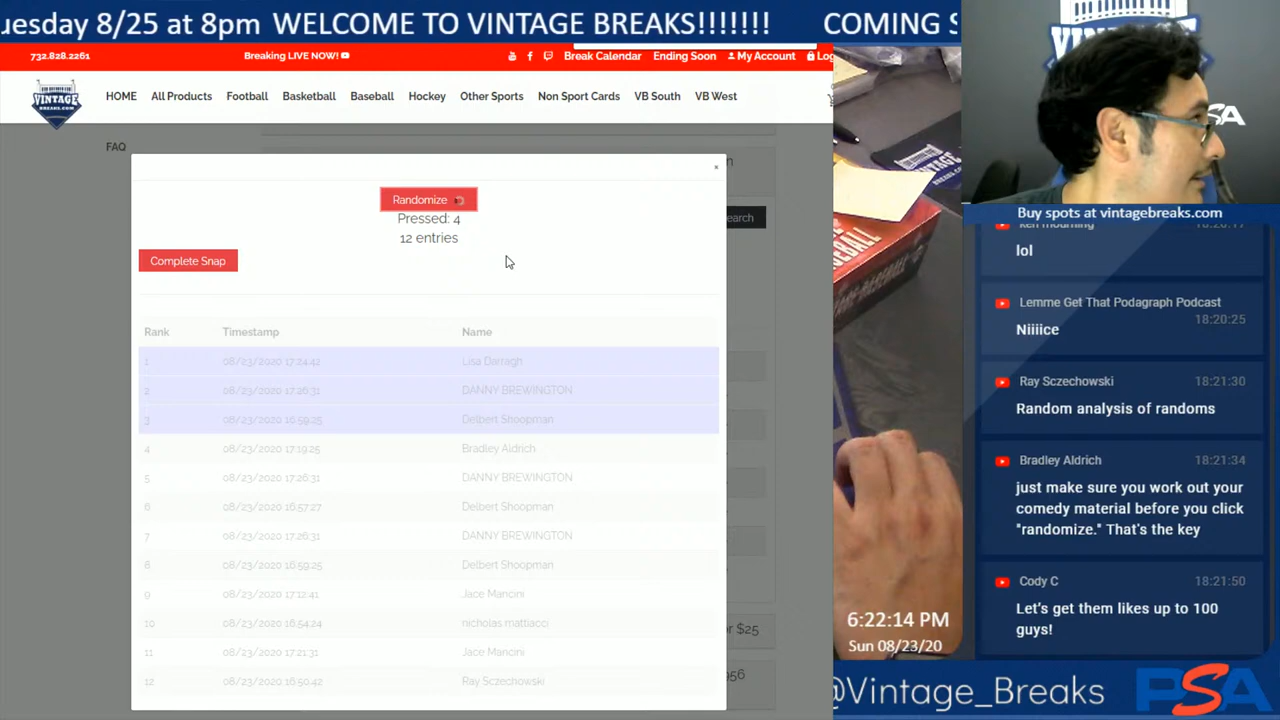 uesday 8/25 at 8pm WELCOME TO VINTAGE BREAKS!!!!!!! COMING S
732.828.2261 Breaking LIVE NOW! Break Calendar Ending Soon My Account Log
VINTAGE
BREAKS.COM
HOME All Products Football Basketball Baseball Hockey Other Sports Non Sport Cards VB South VB West
FAQ
×
n
Randomize
Pressed: 4
earch
12 entries
Complete Snap
Rank Timestamp Name
1 08/23/2020 17:24:42 Lisa Darragh
2 08/23/2020 17:26:31 DANNY BREWINGTON
3 08/23/2020 16:59:25 Delbert Shoopman
4 08/23/2020 17:19:25 Bradley Aldrich
5 08/23/2020 17:26:31 DANNY BREWINGTON
6 08/23/2020 16:57:27 Delbert Shoopman
7 08/23/2020 17:26:31 DANNY BREWINGTON
8 08/23/2020 16:59:25 Delbert Shoopman
9 08/23/2020 17:12:41 Jace Mancini
10 08/23/2020 16:54:24 nicholas mattiacci
11 08/23/2020 17:21:31 Jace Mancini
12 08/23/2020 16:50:42 Ray Sczechowski
or $25
956
VINTAGE
SA
Buy spots at vintagebreaks.com
lol
Lemme Get That Podagraph Podcast 18:20:25
Niiiice
Ray Sczechowski 18:21:30
Random analysis of randoms
Bradley Aldrich 18:21:34
just make sure you work out your
comedy material before you click
"randomize." That's the key
Cody C 18:21:50
Let's get them likes up to 100
guys!
6:22:14 PM
Sun 08/23/20
@Vintage_Breaks PSA